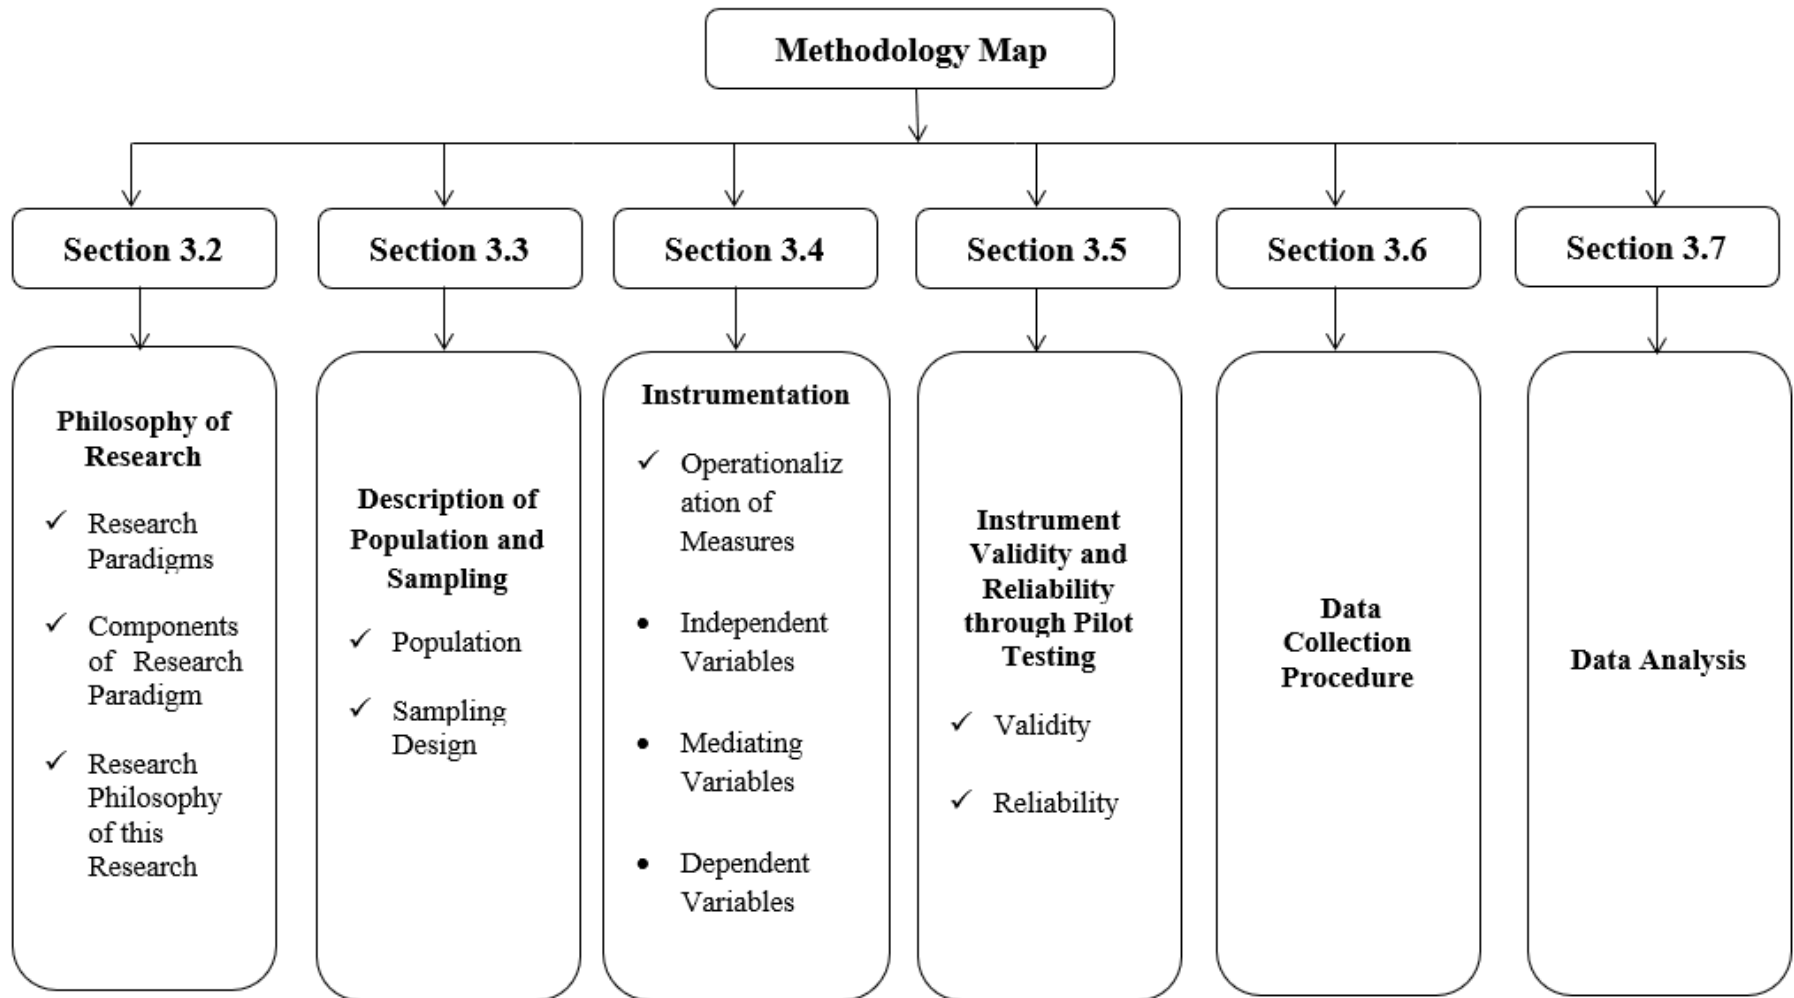 Methodology Map
Section 3.2
Section 3.3
Section 3.4
Section 3.5
Section 3.6
Section 3.7
Philosophy of
Research
✓ Research
Paradigms
✓ Components
of Research
Paradigm
✓ Research
Philosophy
of this
Research
Description of
Population and
Sampling
✓ Population
✓ Sampling
Design
Instrumentation
✓ Operationaliz
ation of
Measures
• Independent
Variables
• Mediating
Variables
• Dependent
Variables
Instrument
Validity and
Reliability
through Pilot
Testing
✓ Validity
✓ Reliability
Data
Collection
Procedure
Data Analysis